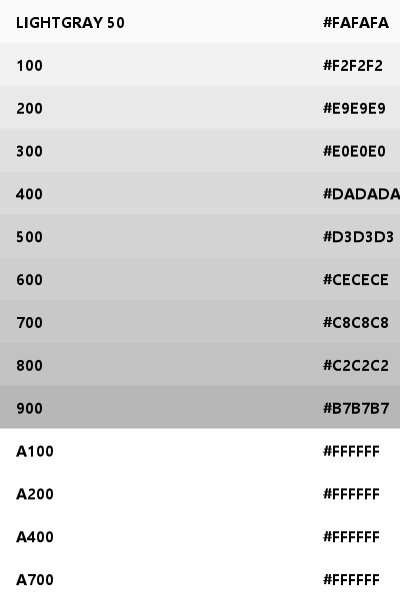 LIGHTGRAY 50 #FAFAFA
100 #F2F2F2
200 #E9E9E9
300 #E0E0E0
400 #DADADA
500 #D3D3D3
600 #CECECE
700 #C8C8C8
800 #C2C2C2
900 #B7B7B7
A100 #FFFFFF
A200 #FFFFFF
A400 #FFFFFF
A700 #FFFFFF